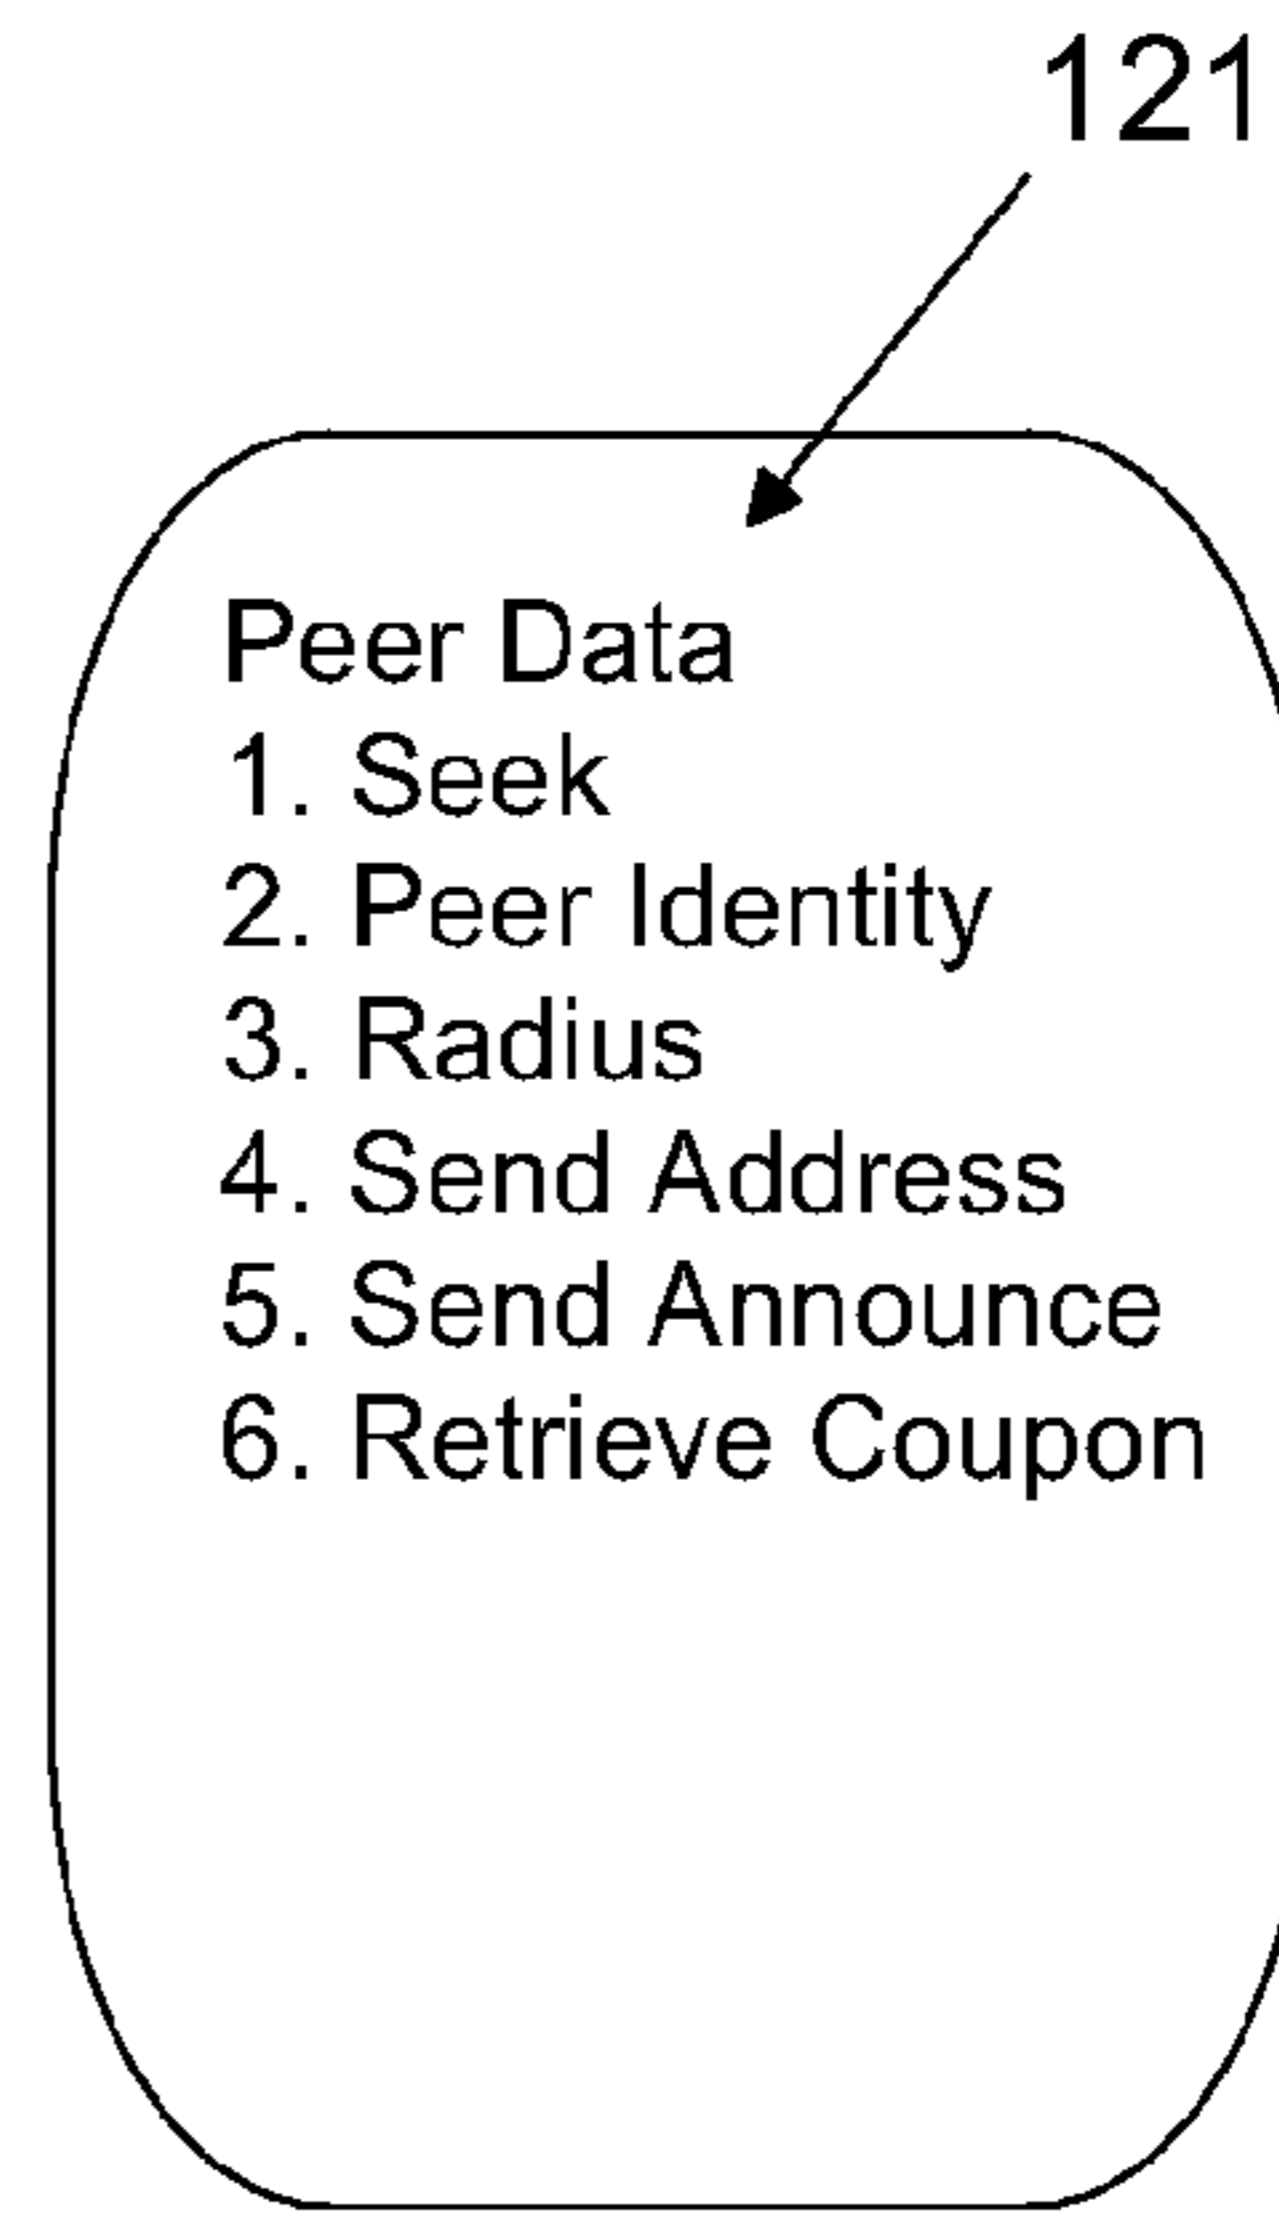 121
Peer Data
1. Seek
2. Peer Identity
3. Radius
4. Send Address
5. Send Announce
6. Retrieve Coupon